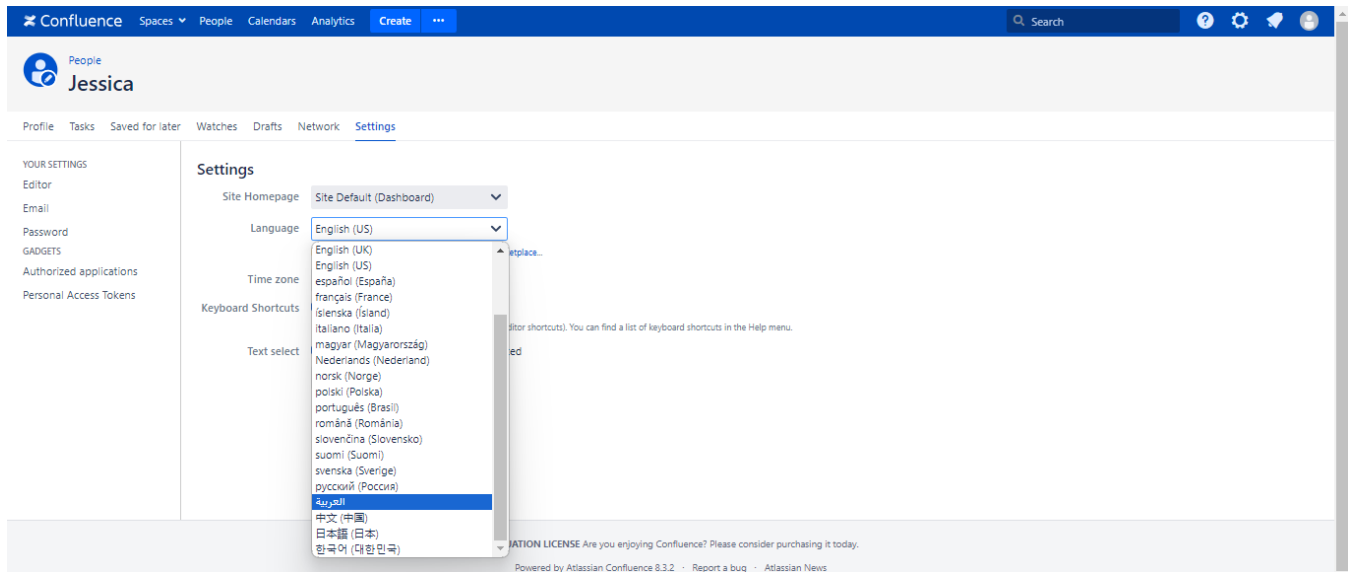 Confluence Spaces People Calendars Analytics Create ··· Search
People
Jessica
Profile Tasks Saved for later Watches Drafts Network Settings
YOUR SETTINGS
Editor
Email
Password
GADGETS
Authorized applications
Personal Access Tokens
Settings
Site Homepage Site Default (Dashboard)
Language English (US)
English (UK)
etplace...
English (US)
Time zone
español (España)
français (France)
Keyboard Shortcuts
íslenska (Ísland)
italiano (Italia)
ditor shortcuts). You can find a list of keyboard shortcuts in the Help menu.
magyar (Magyarország)
Text select
ted
Nederlands (Nederland)
norsk (Norge)
polski (Polska)
português (Brasil)
română (România)
slovenčina (Slovensko)
suomi (Suomi)
svenska (Sverige)
русский (Россия)
العربية
中文 (中国)
日本語 (日本)
한국어 (대한민국)
UATION LICENSE Are you enjoying Confluence? Please consider purchasing it today.
Powered by Atlassian Confluence 8.3.2 · Report a bug · Atlassian News